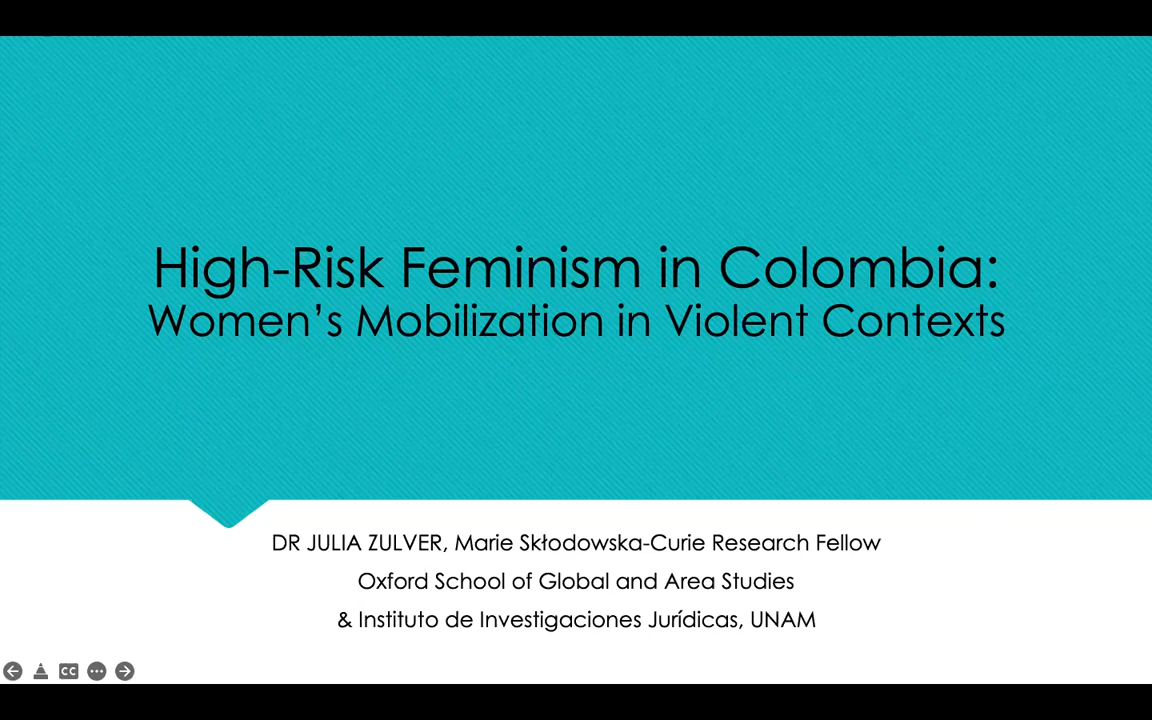 High-Risk Feminism in Colombia:
Women’s Mobilization in Violent Contexts
DR JULIA ZULVER, Marie Skłodowska-Curie Research Fellow
Oxford School of Global and Area Studies
& Instituto de Investigaciones Jurídicas, UNAM
CC